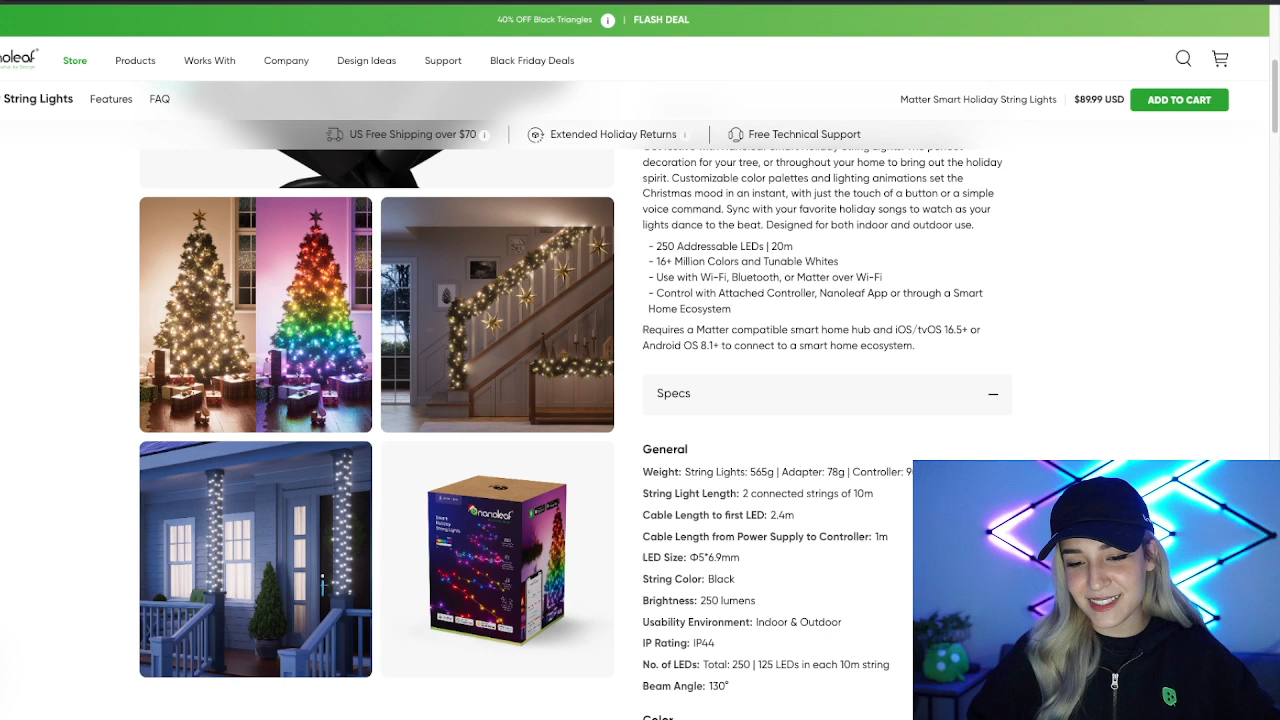 40% OFF Black Triangles i | FLASH DEAL
Store Products Works With Company Design Ideas Support Black Friday Deals
String Lights Features FAQ Matter Smart Holiday String Lights $89.99 USD ADD TO CART
US Free Shipping over $70 i Extended Holiday Returns i Free Technical Support
decoration for your tree, or throughout your home to bring out the holiday
spirit. Customizable color palettes and lighting animations set the
Christmas mood in an instant, with just the touch of a button or a simple
voice command. Sync with your favorite holiday songs to watch as your
lights dance to the beat. Designed for both indoor and outdoor use.
- 250 Addressable LEDs | 20m
- 16+ Million Colors and Tunable Whites
- Use with Wi-Fi, Bluetooth, or Matter over Wi-Fi
- Control with Attached Controller, Nanoleaf App or through a Smart
Home Ecosystem
Requires a Matter compatible smart home hub and iOS/tvOS 16.5+ or
Android OS 8.1+ to connect to a smart home ecosystem.
Specs
General
Weight: String Lights: 565g | Adapter: 78g | Controller:
String Light Length: 2 connected strings of 10m
Cable Length to first LED: 2.4m
Cable Length from Power Supply to Controller: 1m
LED Size: Φ5*6.9mm
String Color: Black
Brightness: 250 lumens
Usability Environment: Indoor & Outdoor
IP Rating: IP44
No. of LEDs: Total: 250 | 125 LEDs in each 10m string
Beam Angle: 130°
Color
nanoleaf
Smart
Holiday
String Lights